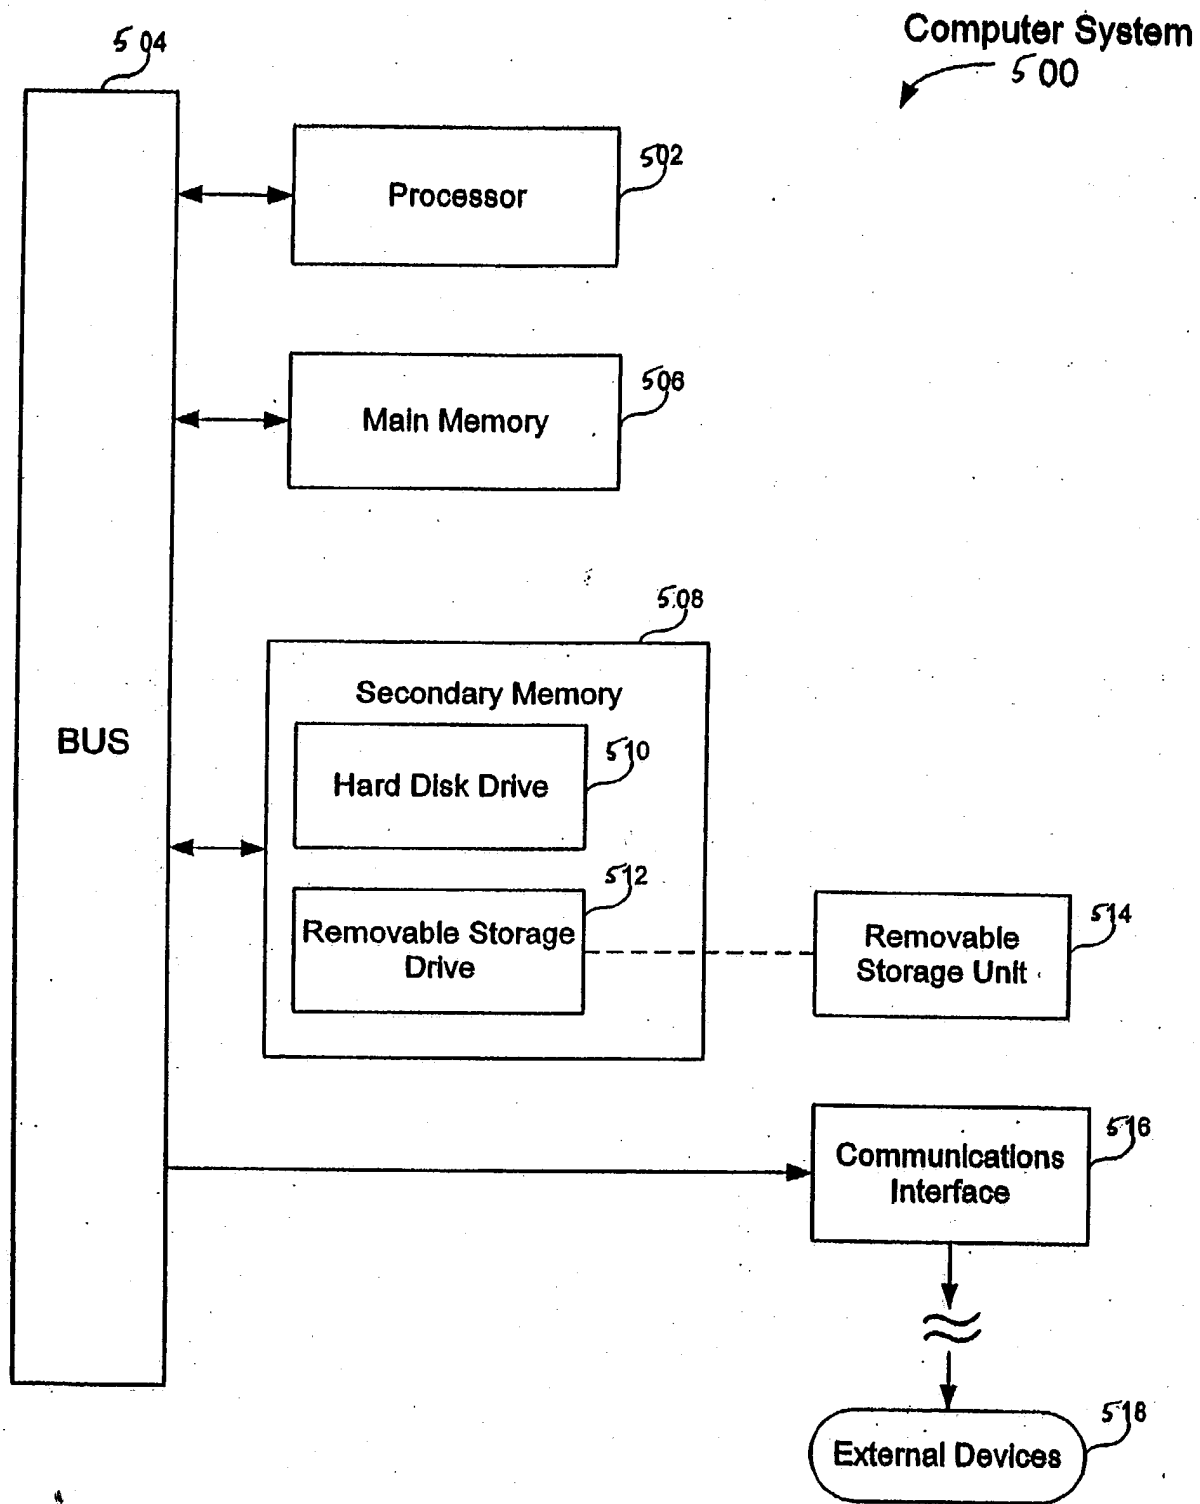 Computer System
500
504
502
Processor
506
Main Memory
508
Secondary Memory
BUS
510
Hard Disk Drive
512
Removable Storage
Drive
514
Removable
Storage Unit
516
Communications
Interface
518
External Devices